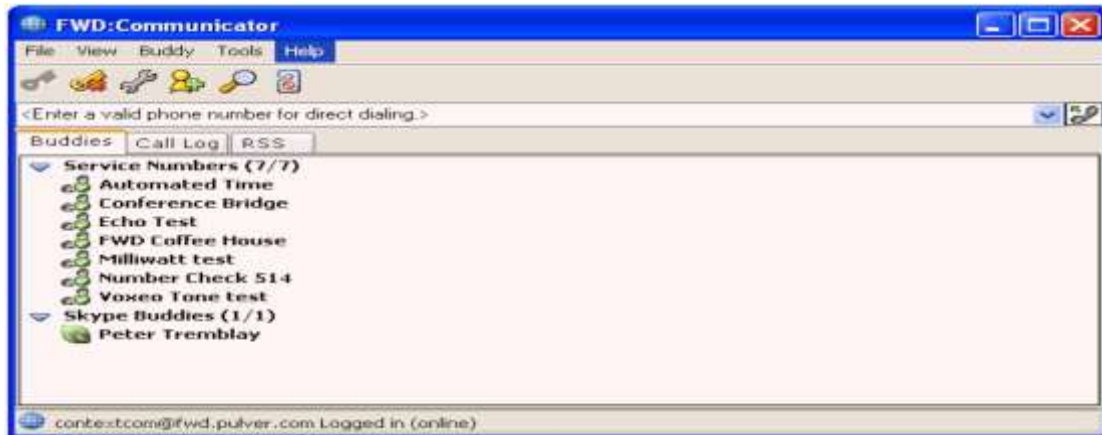 FWD:Communicator
File View Buddy Tools Help
<Enter a valid phone number for direct dialing.>
Buddies Call Log RSS
Service Numbers (7/7)
Automated Time
Conference Bridge
Echo Test
FWD Coffee House
Milliwatt test
Number Check 514
Voxeo Tone test
Skype Buddies (1/1)
Peter Tremblay
contextcom@fwd.pulver.com Logged in (online)